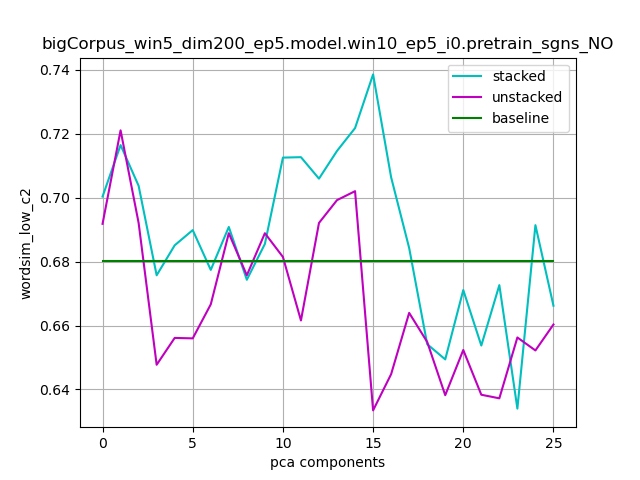 bigCorpus_win5_dim200_ep5.model.win10_ep5_i0.pretrain_sgns_NO
0.74
0.72
0.70
0.68
0.66
0.64
wordsim_low_c2
stacked
unstacked
baseline
0 5 10 15 20 25
pca components